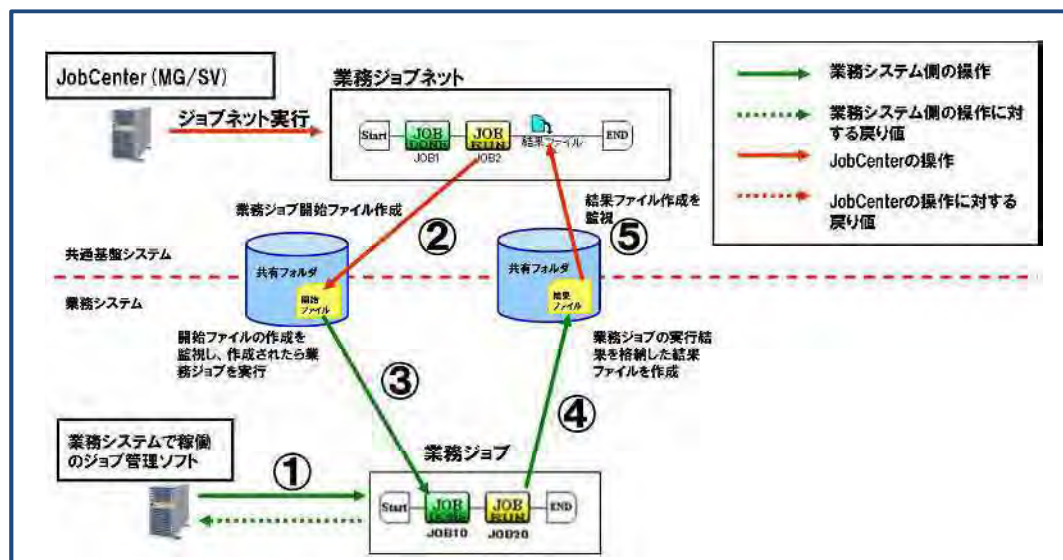 JobCenter (MG/SV)
ジョブネット実行
業務ジョブネット
Start
JOB
DONE
JOB1
JOB
RUN
JOB2
結果ファイル
END
業務システム側の操作
業務システム側の操作に対
する戻り値
JobCenterの操作
JobCenterの操作に対する
戻り値
業務ジョブ開始ファイル作成
②
結果ファイル作成を
監視
⑤
共通基盤システム
業務システム
共有フォルダ
開始
ファイル
共有フォルダ
結果
ファイル
開始ファイルの作成を
監視し、作成されたら業
務ジョブを実行
③
業務ジョブの実行結
果を格納した結果
ファイルを作成
④
業務システムで稼働
のジョブ管理ソフト
①
業務ジョブ
Start
JOB
DONE
JOB10
JOB
RUN
JOB20
END